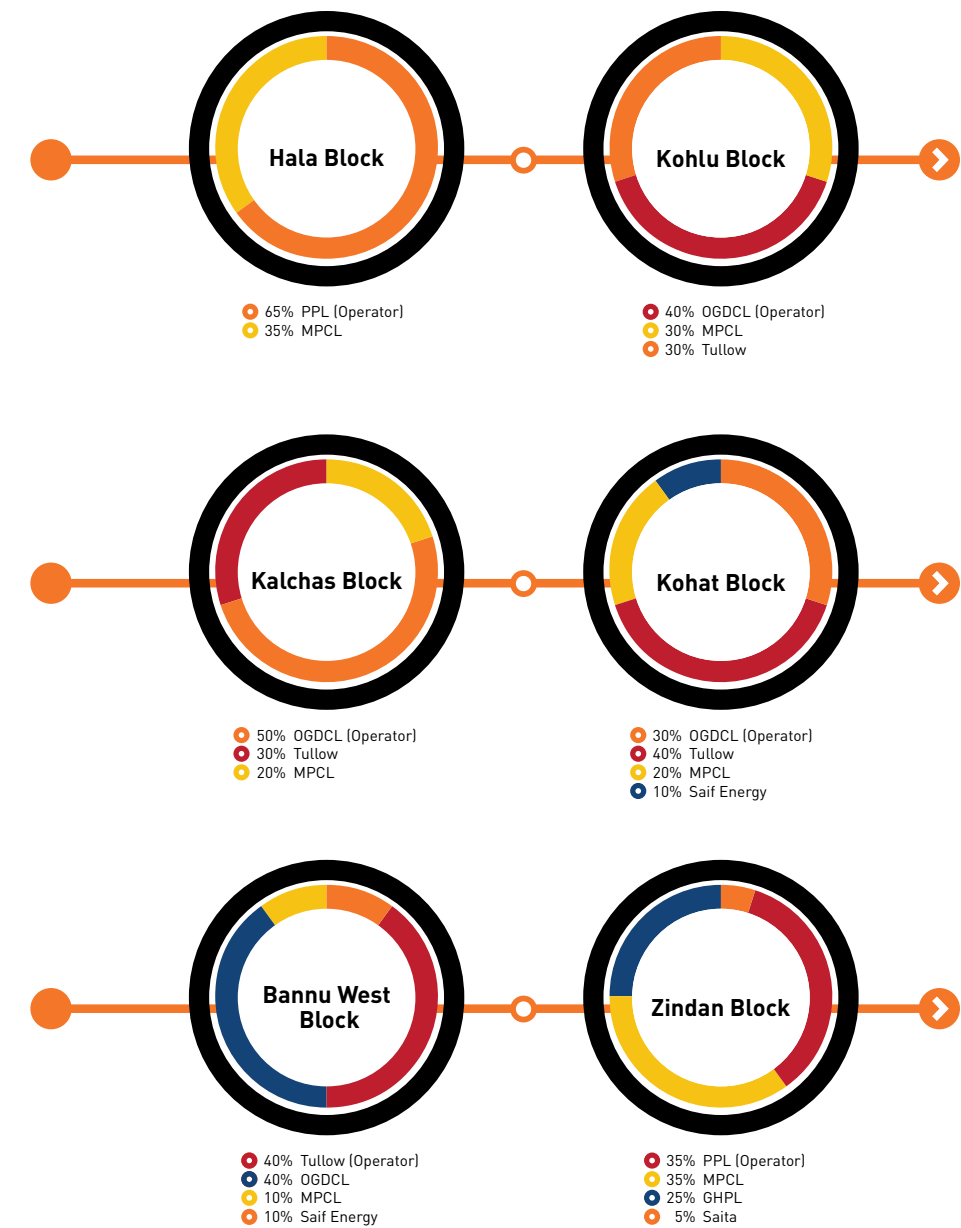 Hala Block
65% PPL (Operator)
35% MPCL
Kohlu Block
40% OGDCL (Operator)
30% MPCL
30% Tullow
Kalchas Block
50% OGDCL (Operator)
30% Tullow
20% MPCL
Kohat Block
30% OGDCL (Operator)
40% Tullow
20% MPCL
10% Saif Energy
Bannu West
Block
40% Tullow (Operator)
40% OGDCL
10% MPCL
10% Saif Energy
Zindan Block
35% PPL (Operator)
35% MPCL
25% GHPL
5% Saita